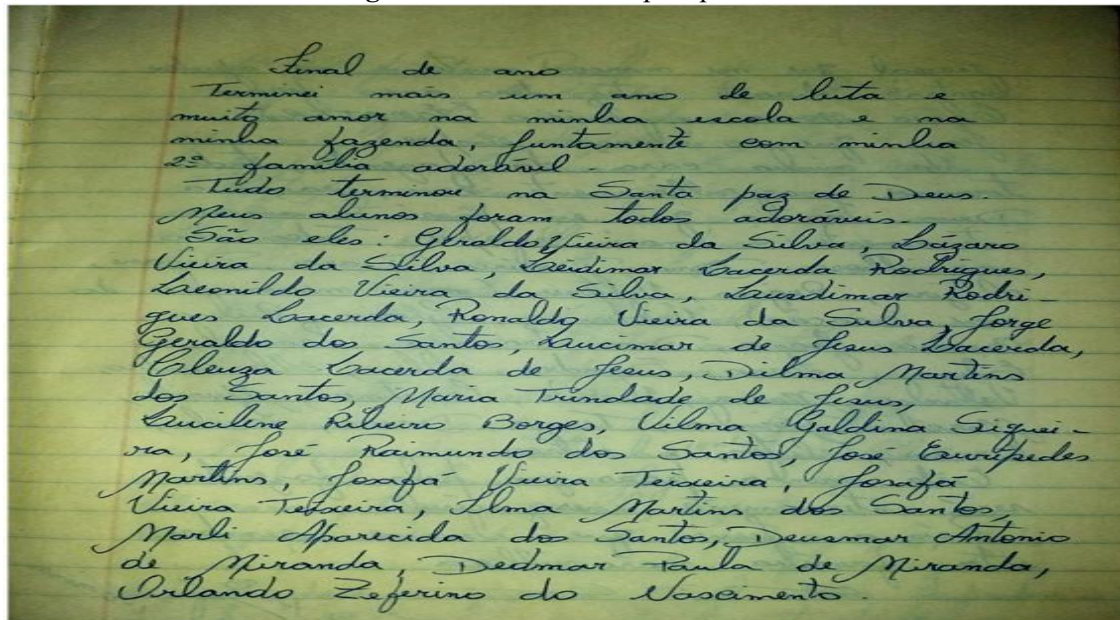 Final de ano
Terminei mais um ano de luta e
muito amor na minha escola e na
minha fazenda, juntamente com minha
2ª família adorável.
Tudo terminou na Santa paz de Deus.
Meus alunos foram todos adoráveis.
São eles: Geraldo Vieira da Silva, Lázaro
Vieira da Silva, Leidimar Lacerda Rodrigues,
Leonildo Vieira da Silva, Luzdimar Rodri-
gues Lacerda, Ronaldo Vieira da Silva, Jorge
Geraldo dos Santos, Lucimar de Jesus Lacerda,
Cleuza Lacerda de Jesus, Dilma Martins
dos Santos, Maria Trindade de Jesus,
Luciline Ribeiro Borges, Vilma Galdina Siquei-
ra, José Raimundo dos Santos, José Eurípedes
Martins, Josafá Vieira Teixeira, Josafá
Vieira Teixeira, Ilma Martins dos Santos,
Marli Aparecida dos Santos, Deusmar Antonio
de Miranda, Dedmar Paula de Miranda,
Orlando Zeferino do Nascimento.